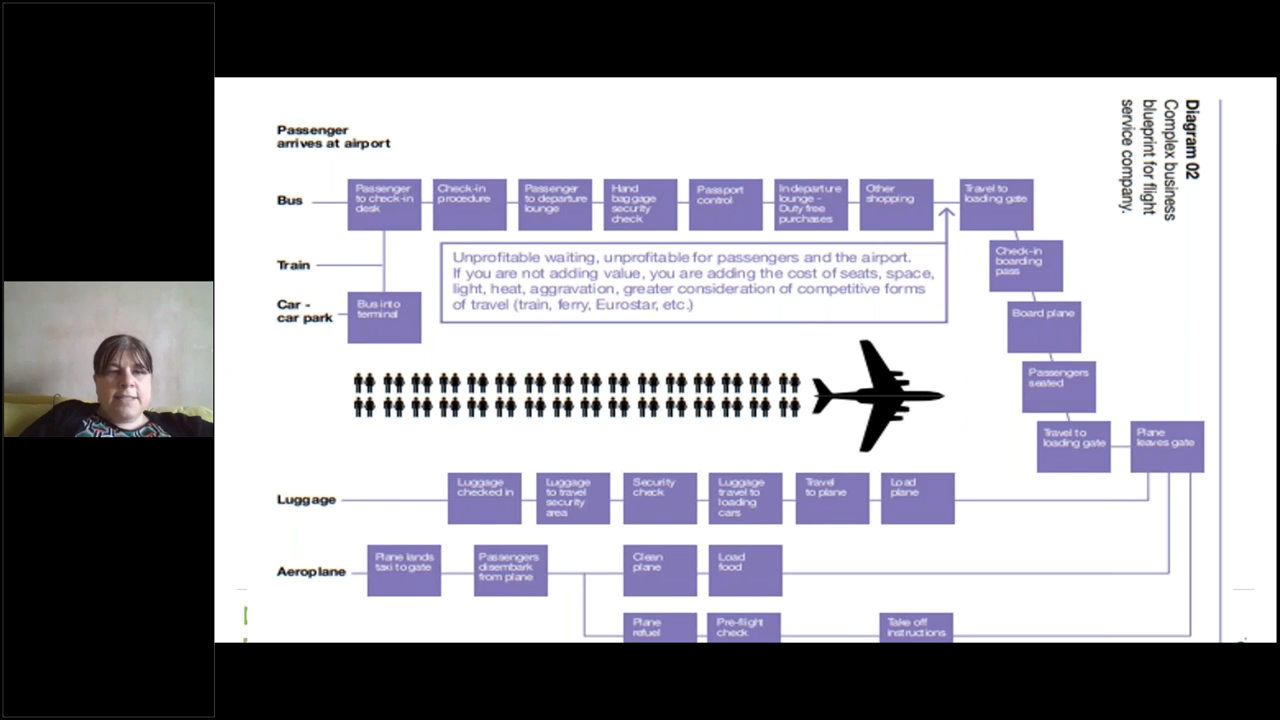 Diagram 02
Complex business
blueprint for flight
service company.
Passenger
arrives at airport
Bus
Passenger
to check-in
desk
Check-in
procedure
Passenger
to departure
lounge
Hand
baggage
security
check
Passport
control
In departure
lounge -
Duty free
purchases
Other
shopping
Travel to
loading gate
Train
Car -
car park
Bus into
terminal
Unprofitable waiting, unprofitable for passengers and the airport.
If you are not adding value, you are adding the cost of seats, space,
light, heat, aggravation, greater consideration of competitive forms
of travel (train, ferry, Eurostar, etc.)
Check-in
boarding
pass
Board plane
Passengers
seated
Travel to
loading gate
Plane
leaves gate
Luggage
Luggage
checked in
Luggage
to travel
security
area
Security
check
Luggage
travel to
loading
cars
Travel
to plane
Load
plane
Aeroplane
Plane lands
taxi to gate
Passengers
disembark
from plane
Clean
plane
Load
food
Plane
refuel
Pre-flight
check
Take off
instructions